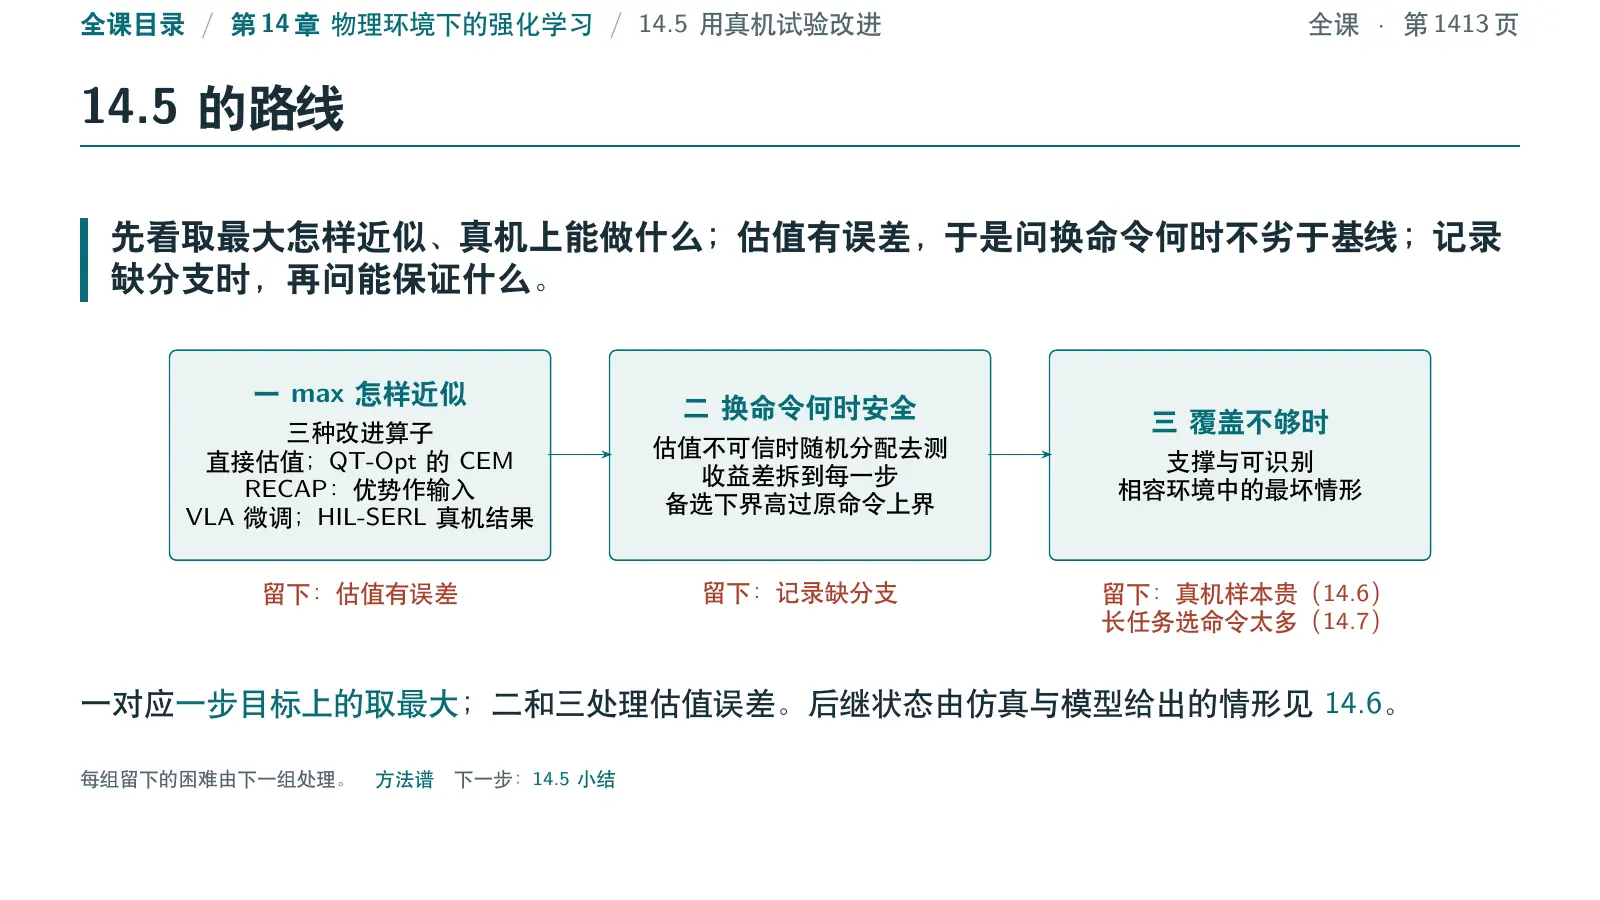 全课目录 / 第 14 章 物理环境下的强化学习 / 14.5 用真机试验改进
全课 · 第 1413 页
14.5 的路线
先看取最大怎样近似、真机上能做什么；估值有误差，于是问换命令何时不劣于基线；记录
缺分支时，再问能保证什么。
一 max 怎样近似
三种改进算子
直接估值；QT-Opt 的 CEM
RECAP：优势作输入
VLA 微调；HIL-SERL 真机结果
留下：估值有误差
二 换命令何时安全
估值不可信时随机分配去测
收益差拆到每一步
备选下界高过原命令上界
留下：记录缺分支
三 覆盖不够时
支撑与可识别
相容环境中的最坏情形
留下：真机样本贵（14.6）
长任务选命令太多（14.7）
一对应一步目标上的取最大；二和三处理估值误差。后继状态由仿真与模型给出的情形见 14.6。
每组留下的困难由下一组处理。 方法谱 下一步：14.5 小结